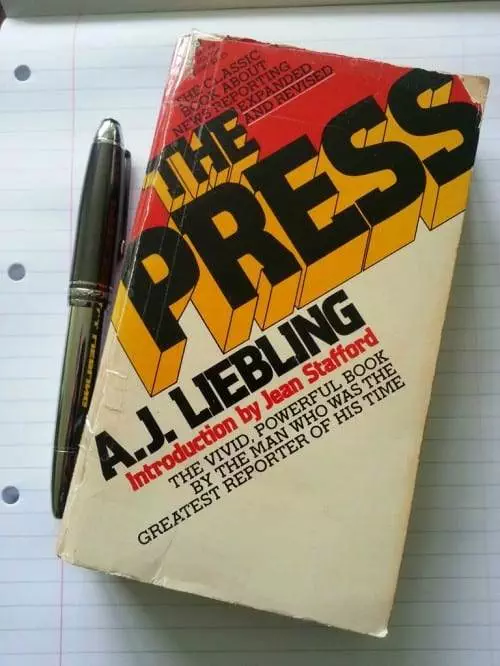 THE CLASSIC
BOOK ABOUT
NEWS REPORTING
EXPANDED
AND REVISED
THE
PRESS
A.J. LIEBLING
Introduction by Jean Stafford
THE VIVID, POWERFUL BOOK
BY THE MAN WHO WAS THE
GREATEST REPORTER OF HIS TIME